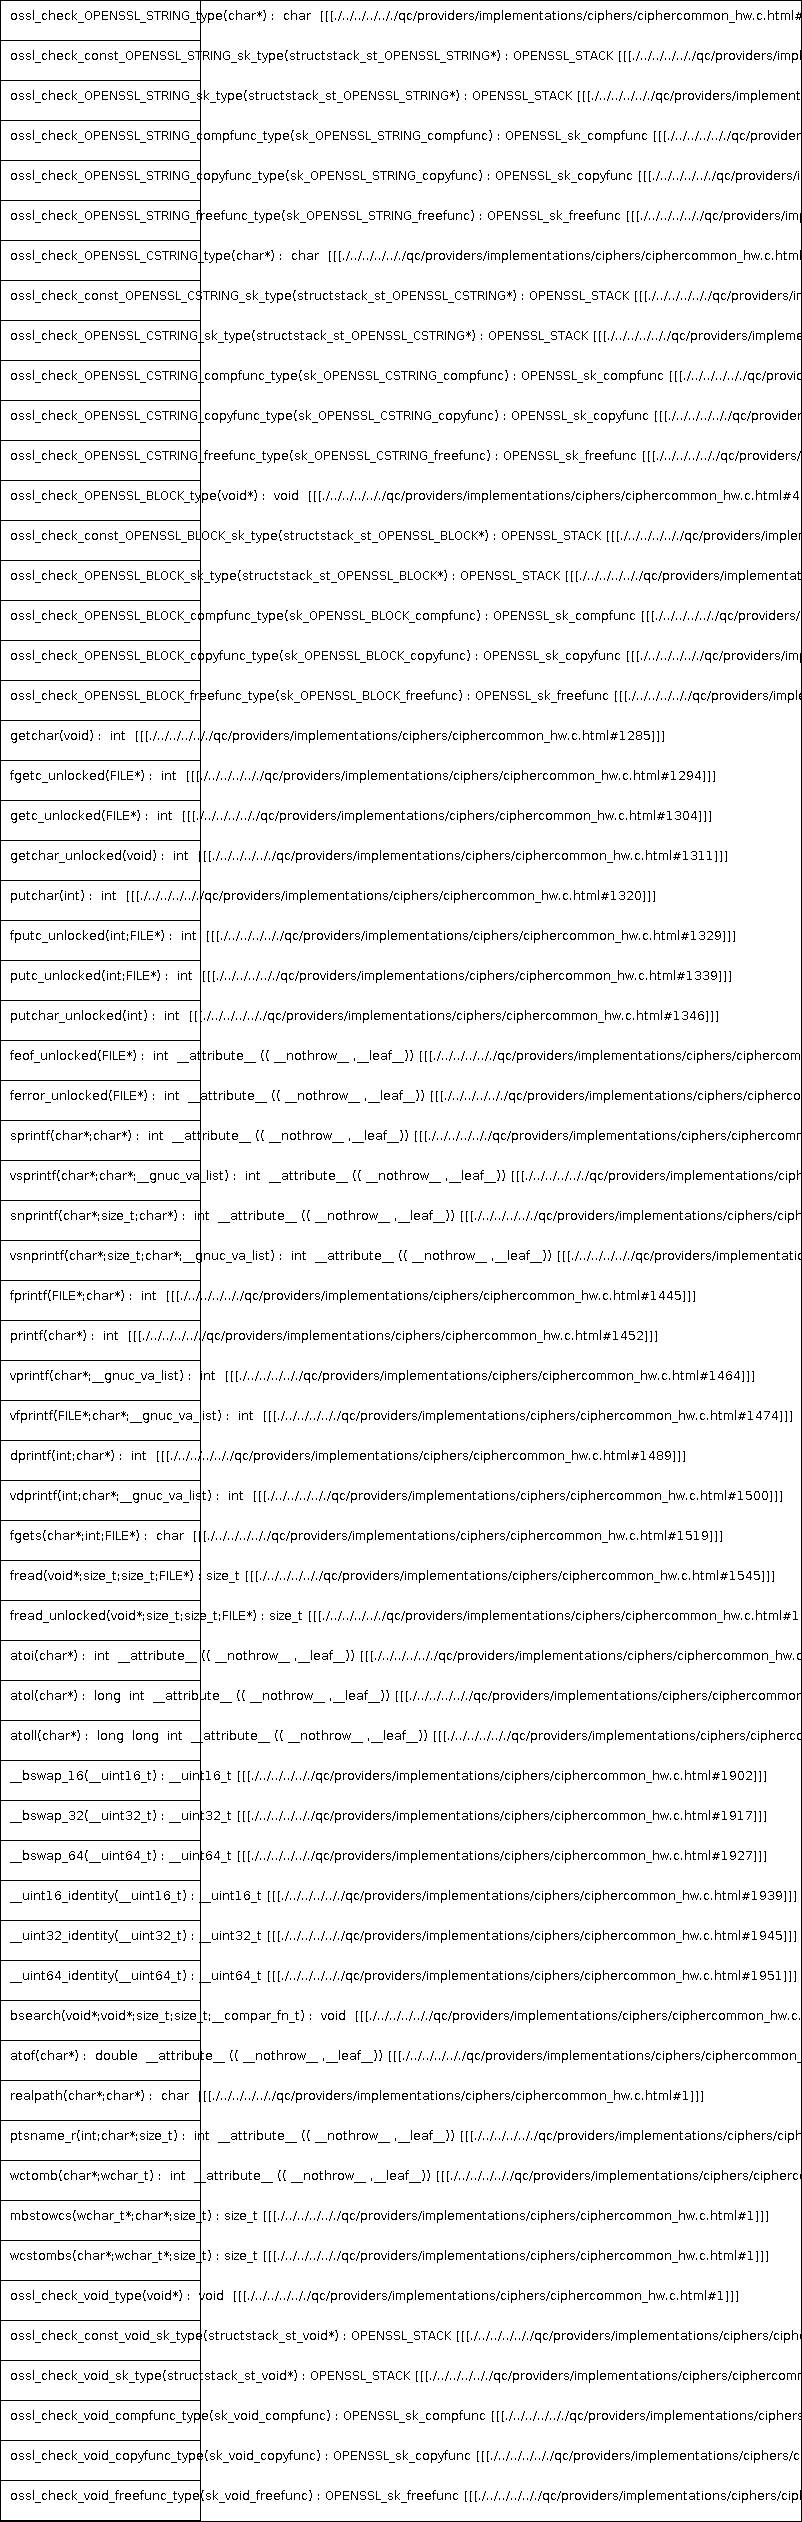 ossl_check_OPENSSL_STRING_type(char*) : char [[[./../../../../../qc/providers/implementations/ciphers/ciphercommon_hw.c.html#
ossl_check_const_OPENSSL_STRING_sk_type(structstack_st_OPENSSL_STRING*) : OPENSSL_STACK [[[./../../../../../qc/providers/impl
ossl_check_OPENSSL_STRING_sk_type(structstack_st_OPENSSL_STRING*) : OPENSSL_STACK [[[./../../../../../qc/providers/implement
ossl_check_OPENSSL_STRING_compfunc_type(sk_OPENSSL_STRING_compfunc) : OPENSSL_sk_compfunc [[[./../../../../../qc/provider
ossl_check_OPENSSL_STRING_copyfunc_type(sk_OPENSSL_STRING_copyfunc) : OPENSSL_sk_copyfunc [[[./../../../../../qc/providers/i
ossl_check_OPENSSL_STRING_freefunc_type(sk_OPENSSL_STRING_freefunc) : OPENSSL_sk_freefunc [[[./../../../../../qc/providers/im
ossl_check_OPENSSL_CSTRING_type(char*) : char [[[./../../../../../qc/providers/implementations/ciphers/ciphercommon_hw.c.html
ossl_check_const_OPENSSL_CSTRING_sk_type(structstack_st_OPENSSL_CSTRING*) : OPENSSL_STACK [[[./../../../../../qc/providers/i
ossl_check_OPENSSL_CSTRING_sk_type(structstack_st_OPENSSL_CSTRING*) : OPENSSL_STACK [[[./../../../../../qc/providers/impleme
ossl_check_OPENSSL_CSTRING_compfunc_type(sk_OPENSSL_CSTRING_compfunc) : OPENSSL_sk_compfunc [[[./../../../../../qc/provid
ossl_check_OPENSSL_CSTRING_copyfunc_type(sk_OPENSSL_CSTRING_copyfunc) : OPENSSL_sk_copyfunc [[[./../../../../../qc/provider
ossl_check_OPENSSL_CSTRING_freefunc_type(sk_OPENSSL_CSTRING_freefunc) : OPENSSL_sk_freefunc [[[./../../../../../qc/providers/
ossl_check_OPENSSL_BLOCK_type(void*) : void [[[./../../../../../qc/providers/implementations/ciphers/ciphercommon_hw.c.html#4
ossl_check_const_OPENSSL_BLOCK_sk_type(structstack_st_OPENSSL_BLOCK*) : OPENSSL_STACK [[[./../../../../../qc/providers/implem
ossl_check_OPENSSL_BLOCK_sk_type(structstack_st_OPENSSL_BLOCK*) : OPENSSL_STACK [[[./../../../../../qc/providers/implementat
ossl_check_OPENSSL_BLOCK_compfunc_type(sk_OPENSSL_BLOCK_compfunc) : OPENSSL_sk_compfunc [[[./../../../../../qc/providers/
ossl_check_OPENSSL_BLOCK_copyfunc_type(sk_OPENSSL_BLOCK_copyfunc) : OPENSSL_sk_copyfunc [[[./../../../../../qc/providers/im
ossl_check_OPENSSL_BLOCK_freefunc_type(sk_OPENSSL_BLOCK_freefunc) : OPENSSL_sk_freefunc [[[./../../../../../qc/providers/imple
getchar(void) : int [[[./../../../../../qc/providers/implementations/ciphers/ciphercommon_hw.c.html#1285]]]
fgetc_unlocked(FILE*) : int [[[./../../../../../qc/providers/implementations/ciphers/ciphercommon_hw.c.html#1294]]]
getc_unlocked(FILE*) : int [[[./../../../../../qc/providers/implementations/ciphers/ciphercommon_hw.c.html#1304]]]
getchar_unlocked(void) : int [[[./../../../../../qc/providers/implementations/ciphers/ciphercommon_hw.c.html#1311]]]
putchar(int) : int [[[./../../../../../qc/providers/implementations/ciphers/ciphercommon_hw.c.html#1320]]]
fputc_unlocked(int;FILE*) : int [[[./../../../../../qc/providers/implementations/ciphers/ciphercommon_hw.c.html#1329]]]
putc_unlocked(int;FILE*) : int [[[./../../../../../qc/providers/implementations/ciphers/ciphercommon_hw.c.html#1339]]]
putchar_unlocked(int) : int [[[./../../../../../qc/providers/implementations/ciphers/ciphercommon_hw.c.html#1346]]]
feof_unlocked(FILE*) : int __attribute__ (( __nothrow__ ,__leaf__)) [[[./../../../../../qc/providers/implementations/ciphers/ciphercom
ferror_unlocked(FILE*) : int __attribute__ (( __nothrow__ ,__leaf__)) [[[./../../../../../qc/providers/implementations/ciphers/cipherco
sprintf(char*;char*) : int __attribute__ (( __nothrow__ ,__leaf__)) [[[./../../../../../qc/providers/implementations/ciphers/ciphercomm
vsprintf(char*;char*;__gnuc_va_list) : int __attribute__ (( __nothrow__ ,__leaf__)) [[[./../../../../../qc/providers/implementations/ciph
snprintf(char*;size_t;char*) : int __attribute__ (( __nothrow__ ,__leaf__)) [[[./../../../../../qc/providers/implementations/ciphers/ciph
vsnprintf(char*;size_t;char*;__gnuc_va_list) : int __attribute__ (( __nothrow__ ,__leaf__)) [[[./../../../../../qc/providers/implementatio
fprintf(FILE*;char*) : int [[[./../../../../../qc/providers/implementations/ciphers/ciphercommon_hw.c.html#1445]]]
printf(char*) : int [[[./../../../../../qc/providers/implementations/ciphers/ciphercommon_hw.c.html#1452]]]
vprintf(char*;__gnuc_va_list) : int [[[./../../../../../qc/providers/implementations/ciphers/ciphercommon_hw.c.html#1464]]]
vfprintf(FILE*;char*;__gnuc_va_list) : int [[[./../../../../../qc/providers/implementations/ciphers/ciphercommon_hw.c.html#1474]]]
dprintf(int;char*) : int [[[./../../../../../qc/providers/implementations/ciphers/ciphercommon_hw.c.html#1489]]]
vdprintf(int;char*;__gnuc_va_list) : int [[[./../../../../../qc/providers/implementations/ciphers/ciphercommon_hw.c.html#1500]]]
fgets(char*;int;FILE*) : char [[[./../../../../../qc/providers/implementations/ciphers/ciphercommon_hw.c.html#1519]]]
fread(void*;size_t;size_t;FILE*) : size_t [[[./../../../../../qc/providers/implementations/ciphers/ciphercommon_hw.c.html#1545]]]
fread_unlocked(void*;size_t;size_t;FILE*) : size_t [[[./../../../../../qc/providers/implementations/ciphers/ciphercommon_hw.c.html#1
atoi(char*) : int __attribute__ (( __nothrow__ ,__leaf__)) [[[./../../../../../qc/providers/implementations/ciphers/ciphercommon_hw.c
atol(char*) : long int __attribute__ (( __nothrow__ ,__leaf__)) [[[./../../../../../qc/providers/implementations/ciphers/ciphercommon
atoll(char*) : long long int __attribute__ (( __nothrow__ ,__leaf__)) [[[./../../../../../qc/providers/implementations/ciphers/ciphercc
__bswap_16(__uint16_t) : __uint16_t [[[./../../../../../qc/providers/implementations/ciphers/ciphercommon_hw.c.html#1902]]]
__bswap_32(__uint32_t) : __uint32_t [[[./../../../../../qc/providers/implementations/ciphers/ciphercommon_hw.c.html#1917]]]
__bswap_64(__uint64_t) : __uint64_t [[[./../../../../../qc/providers/implementations/ciphers/ciphercommon_hw.c.html#1927]]]
__uint16_identity(__uint16_t) : __uint16_t [[[./../../../../../qc/providers/implementations/ciphers/ciphercommon_hw.c.html#1939]]]
__uint32_identity(__uint32_t) : __uint32_t [[[./../../../../../qc/providers/implementations/ciphers/ciphercommon_hw.c.html#1945]]]
__uint64_identity(__uint64_t) : __uint64_t [[[./../../../../../qc/providers/implementations/ciphers/ciphercommon_hw.c.html#1951]]]
bsearch(void*;void*;size_t;size_t;__compar_fn_t) : void [[[./../../../../../qc/providers/implementations/ciphers/ciphercommon_hw.c.
atof(char*) : double __attribute__ (( __nothrow__ ,__leaf__)) [[[./../../../../../qc/providers/implementations/ciphers/ciphercommon_
realpath(char*;char*) : char [[[./../../../../../qc/providers/implementations/ciphers/ciphercommon_hw.c.html#1]]]
ptsname_r(int;char*;size_t) : int __attribute__ (( __nothrow__ ,__leaf__)) [[[./../../../../../qc/providers/implementations/ciphers/ciph
wctomb(char*;wchar_t) : int __attribute__ (( __nothrow__ ,__leaf__)) [[[./../../../../../qc/providers/implementations/ciphers/cipherco
mbstowcs(wchar_t*;char*;size_t) : size_t [[[./../../../../../qc/providers/implementations/ciphers/ciphercommon_hw.c.html#1]]]
wcstombs(char*;wchar_t*;size_t) : size_t [[[./../../../../../qc/providers/implementations/ciphers/ciphercommon_hw.c.html#1]]]
ossl_check_void_type(void*) : void [[[./../../../../../qc/providers/implementations/ciphers/ciphercommon_hw.c.html#1]]]
ossl_check_const_void_sk_type(structstack_st_void*) : OPENSSL_STACK [[[./../../../../../qc/providers/implementations/ciphers/ciph
ossl_check_void_sk_type(structstack_st_void*) : OPENSSL_STACK [[[./../../../../../qc/providers/implementations/ciphers/ciphercomm
ossl_check_void_compfunc_type(sk_void_compfunc) : OPENSSL_sk_compfunc [[[./../../../../../qc/providers/implementations/ciphers
ossl_check_void_copyfunc_type(sk_void_copyfunc) : OPENSSL_sk_copyfunc [[[./../../../../../qc/providers/implementations/ciphers/c
ossl_check_void_freefunc_type(sk_void_freefunc) : OPENSSL_sk_freefunc [[[./../../../../../qc/providers/implementations/ciphers/cip